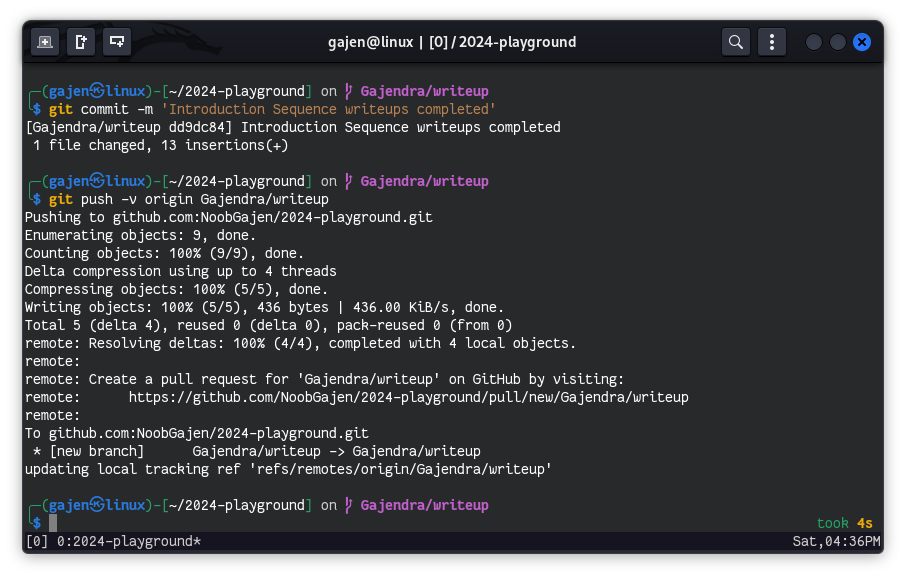 gajen@linux | [0] / 2024-playground
┌─(gajen㉿linux)-[~/2024-playground] on Gajendra/writeup
└$ git commit -m 'Introduction Sequence writeups completed'
[Gajendra/writeup dd9dc84] Introduction Sequence writeups completed
1 file changed, 13 insertions(+)
┌─(gajen㉿linux)-[~/2024-playground] on Gajendra/writeup
└$ git push -v origin Gajendra/writeup
Pushing to github.com:NoobGajen/2024-playground.git
Enumerating objects: 9, done.
Counting objects: 100% (9/9), done.
Delta compression using up to 4 threads
Compressing objects: 100% (5/5), done.
Writing objects: 100% (5/5), 436 bytes | 436.00 KiB/s, done.
Total 5 (delta 4), reused 0 (delta 0), pack-reused 0 (from 0)
remote: Resolving deltas: 100% (4/4), completed with 4 local objects.
remote:
remote: Create a pull request for 'Gajendra/writeup' on GitHub by visiting:
remote:      https://github.com/NoobGajen/2024-playground/pull/new/Gajendra/writeup
remote:
To github.com:NoobGajen/2024-playground.git
* [new branch]      Gajendra/writeup -> Gajendra/writeup
updating local tracking ref 'refs/remotes/origin/Gajendra/writeup'
┌─(gajen㉿linux)-[~/2024-playground] on Gajendra/writeup
└$ took 4s
[0] 0:2024-playground* Sat,04:36PM